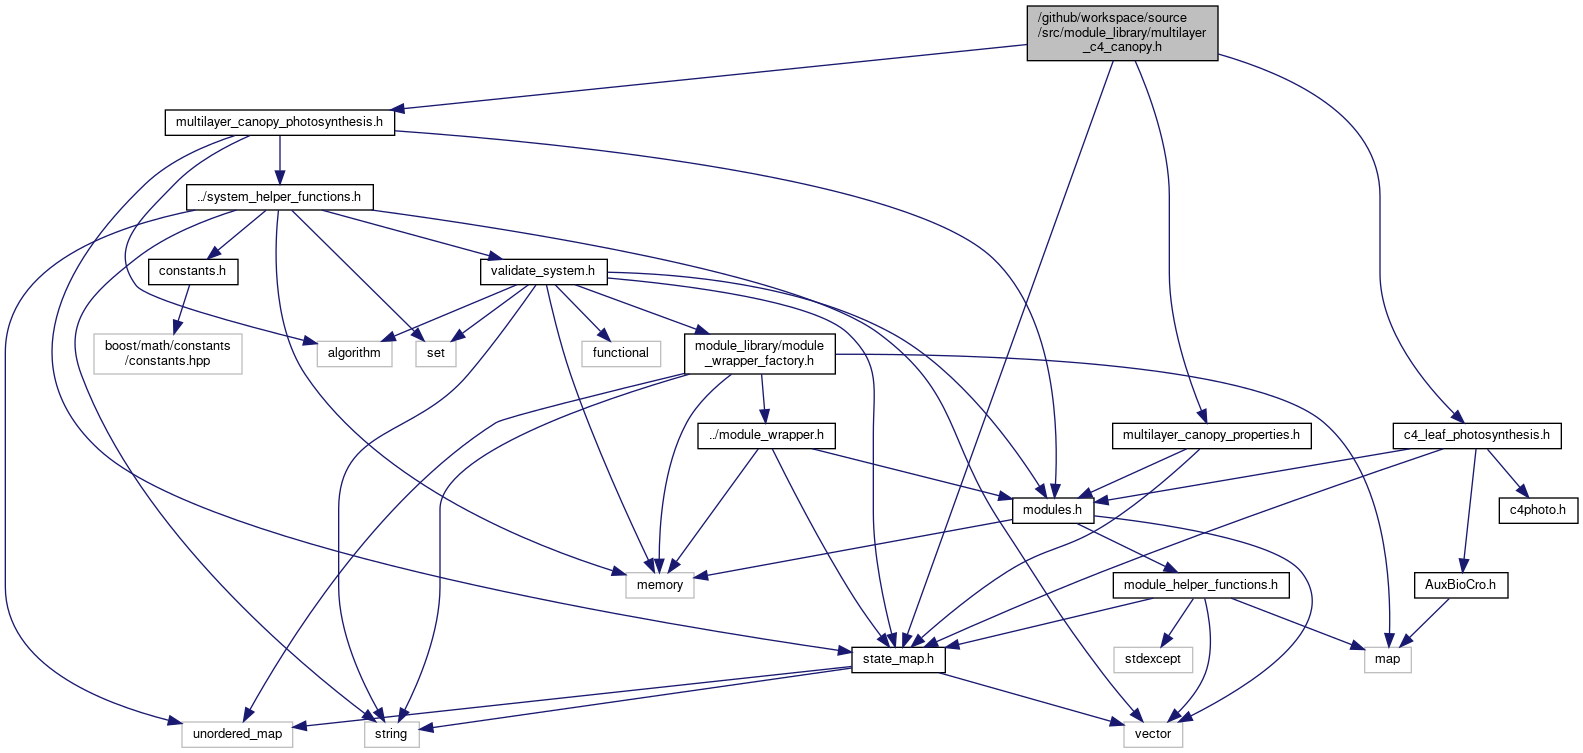 /github/workspace/source
/src/module_library/multilayer
_c4_canopy.h
multilayer_canopy_photosynthesis.h
../system_helper_functions.h
constants.h
validate_system.h
boost/math/constants
/constants.hpp
algorithm
set
functional
module_library/module
_wrapper_factory.h
../module_wrapper.h
multilayer_canopy_properties.h
c4_leaf_photosynthesis.h
modules.h
c4photo.h
memory
module_helper_functions.h
AuxBioCro.h
state_map.h
stdexcept
map
unordered_map
string
vector